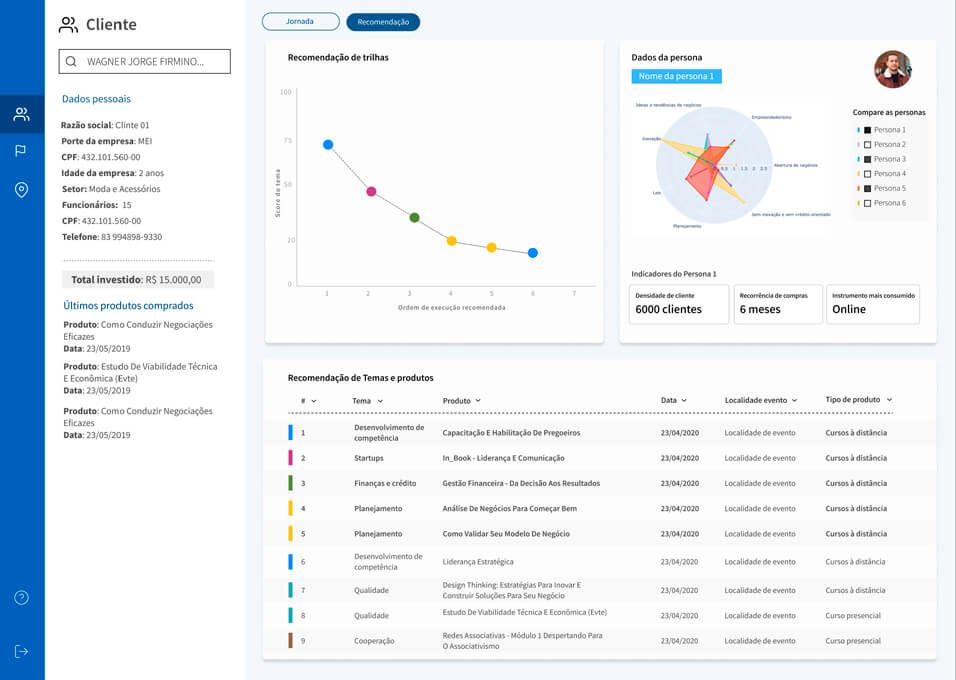 Cliente
WAGNER JORGE FIRMINO...
Dados pessoais
Razão social: Clinte 01
Porte da empresa: MEI
CPF: 432.101.560-00
Idade da empresa: 2 anos
Setor: Moda e Acessórios
Funcionários: 15
CPF: 432.101.560-00
Telefone: 83 994898-9330
Total investido: R$ 15.000,00
Últimos produtos comprados
Produto: Como Conduzir Negociações
Eficazes
Data: 23/05/2019
Produto: Estudo De Viabilidade Técnica
E Econômica (Evte)
Data: 23/05/2019
Produto: Como Conduzir Negociações
Eficazes
Data: 23/05/2019
Jornada
Recomendação
Recomendação de trilhas
Score do tema
100
75
50
20
0
1 2 3 4 5 6 7
Ordem de execução recomendada
Dados da persona
Nome da persona 1
Ideias e tendências de negócios
Empreendedorismo
Inovação
Abertura de negócios
0.5 1 1.5 2 2.5
Leis
Sem inovação e sem crédito orientado
Planejamento
Compare as personas
Persona 1
Persona 2
Persona 3
Persona 4
Persona 5
Persona 6
Indicadores do Persona 1
Densidade de cliente
6000 clientes
Recorrência de compras
6 meses
Instrumento mais consumido
Online
Recomendação de Temas e produtos
# Tema Produto Data Localidade evento Tipo de produto
1 Desenvolvimento de competência Capacitação E Habilitação De Pregoeiros 23/04/2020 Localidade de evento Cursos à distância
2 Startups In_Book - Liderança E Comunicação 23/04/2020 Localidade de evento Cursos à distância
3 Finanças e crédito Gestão Financeira - Da Decisão Aos Resultados 23/04/2020 Localidade de evento Cursos à distância
4 Planejamento Análise De Negócios Para Começar Bem 23/04/2020 Localidade de evento Cursos à distância
5 Planejamento Como Validar Seu Modelo De Negócio 23/04/2020 Localidade de evento Cursos à distância
6 Desenvolvimento de competência Liderança Estratégica 23/04/2020 Localidade de evento Cursos à distância
7 Qualidade Design Thinking: Estratégias Para Inovar E Construir Soluções Para Seu Negócio 23/04/2020 Localidade de evento Cursos à distância
8 Qualidade Estudo De Viabilidade Técnica E Econômica (Evte) 23/04/2020 Localidade de evento Curso presencial
9 Cooperação Redes Associativas - Módulo 1 Despertando Para O Associativismo 23/04/2020 Localidade de evento Curso presencial